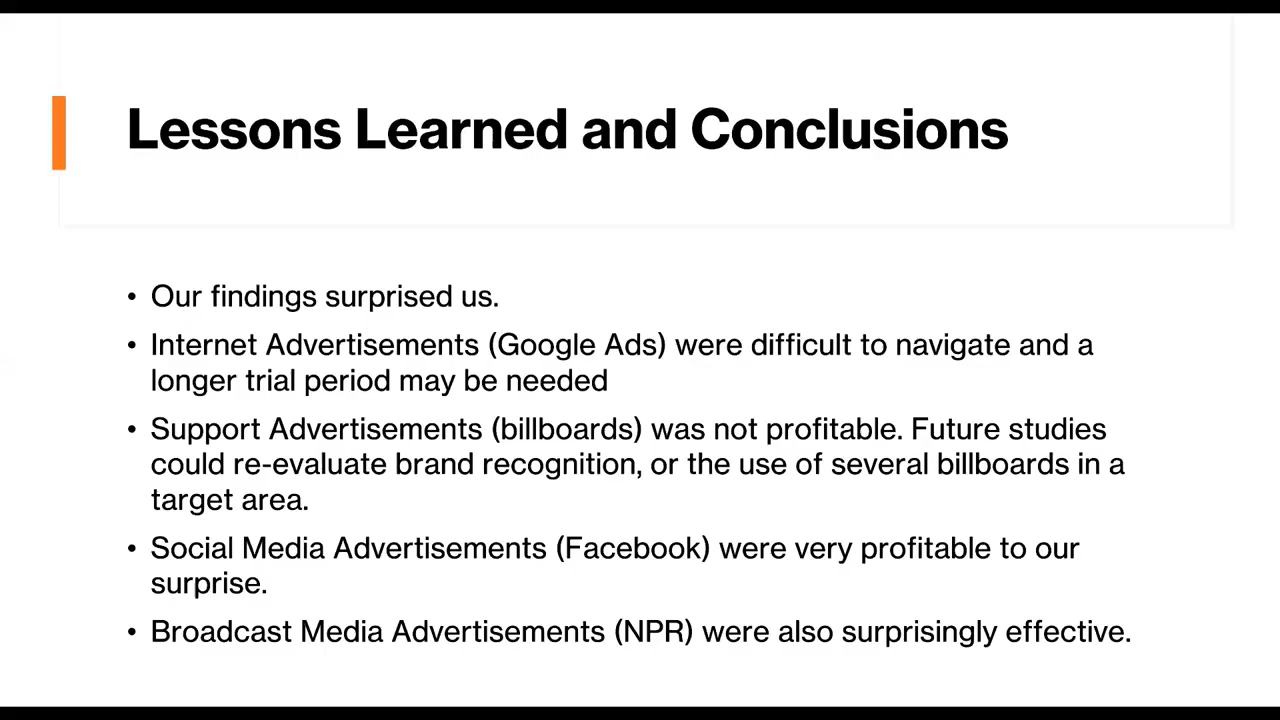 Lessons Learned and Conclusions
• Our findings surprised us.
• Internet Advertisements (Google Ads) were difficult to navigate and a
longer trial period may be needed
• Support Advertisements (billboards) was not profitable. Future studies
could re-evaluate brand recognition, or the use of several billboards in a
target area.
• Social Media Advertisements (Facebook) were very profitable to our
surprise.
• Broadcast Media Advertisements (NPR) were also surprisingly effective.